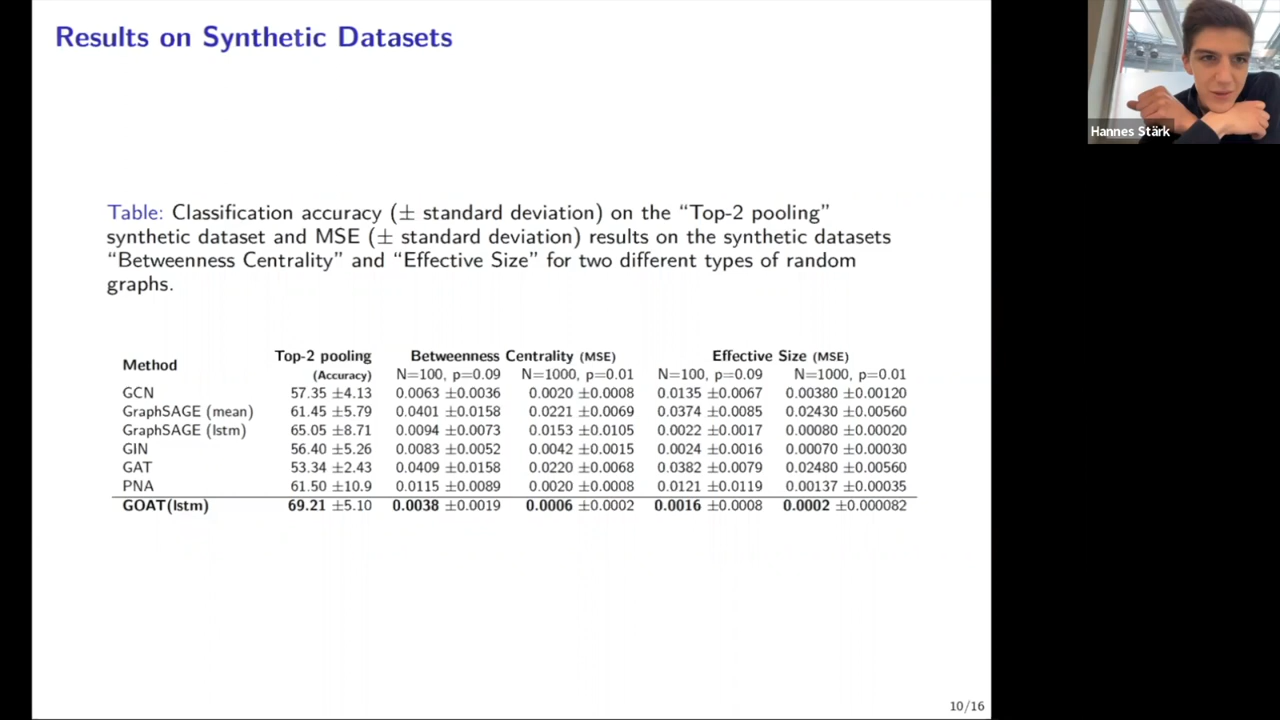 Results on Synthetic Datasets
Hannes Stärk
Table: Classification accuracy (± standard deviation) on the “Top-2 pooling”
synthetic dataset and MSE (± standard deviation) results on the synthetic datasets
“Betweenness Centrality” and “Effective Size” for two different types of random
graphs.
Method Top-2 pooling Betweenness Centrality (MSE) Effective Size (MSE)
(Accuracy) N=100, p=0.09 N=1000, p=0.01 N=100, p=0.09 N=1000, p=0.01
GCN 57.35 ±4.13 0.0063 ±0.0036 0.0020 ±0.0008 0.0135 ±0.0067 0.00380 ±0.00120
GraphSAGE (mean) 61.45 ±5.79 0.0401 ±0.0158 0.0221 ±0.0069 0.0374 ±0.0085 0.02430 ±0.00560
GraphSAGE (lstm) 65.05 ±8.71 0.0094 ±0.0073 0.0153 ±0.0105 0.0022 ±0.0017 0.00080 ±0.00020
GIN 56.40 ±5.26 0.0083 ±0.0052 0.0042 ±0.0015 0.0024 ±0.0016 0.00070 ±0.00030
GAT 53.34 ±2.43 0.0409 ±0.0158 0.0220 ±0.0068 0.0382 ±0.0079 0.02480 ±0.00560
PNA 61.50 ±10.9 0.0115 ±0.0089 0.0020 ±0.0008 0.0121 ±0.0119 0.00137 ±0.00035
GOAT(lstm) 69.21 ±5.10 0.0038 ±0.0019 0.0006 ±0.0002 0.0016 ±0.0008 0.0002 ±0.000082
10/16